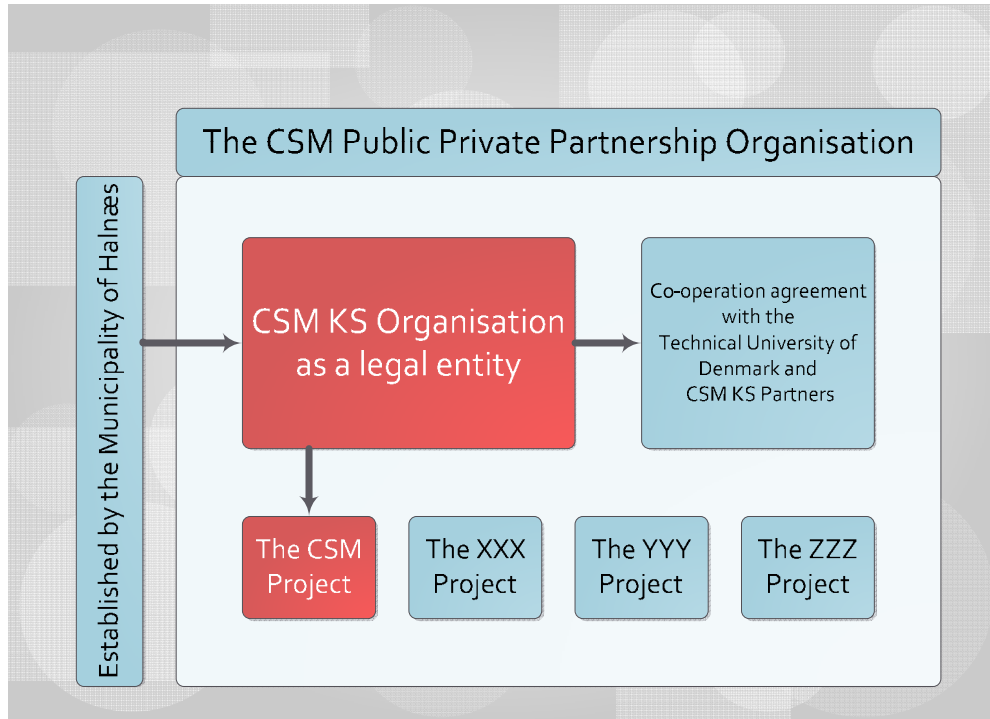 The CSM Public Private Partnership Organisation
Established by the Municipality of Halnæs
CSM KS Organisation
as a legal entity
Co-operation agreement
with the
Technical University of
Denmark and
CSM KS Partners
The CSM
Project
The XXX
Project
The YYY
Project
The ZZZ
Project